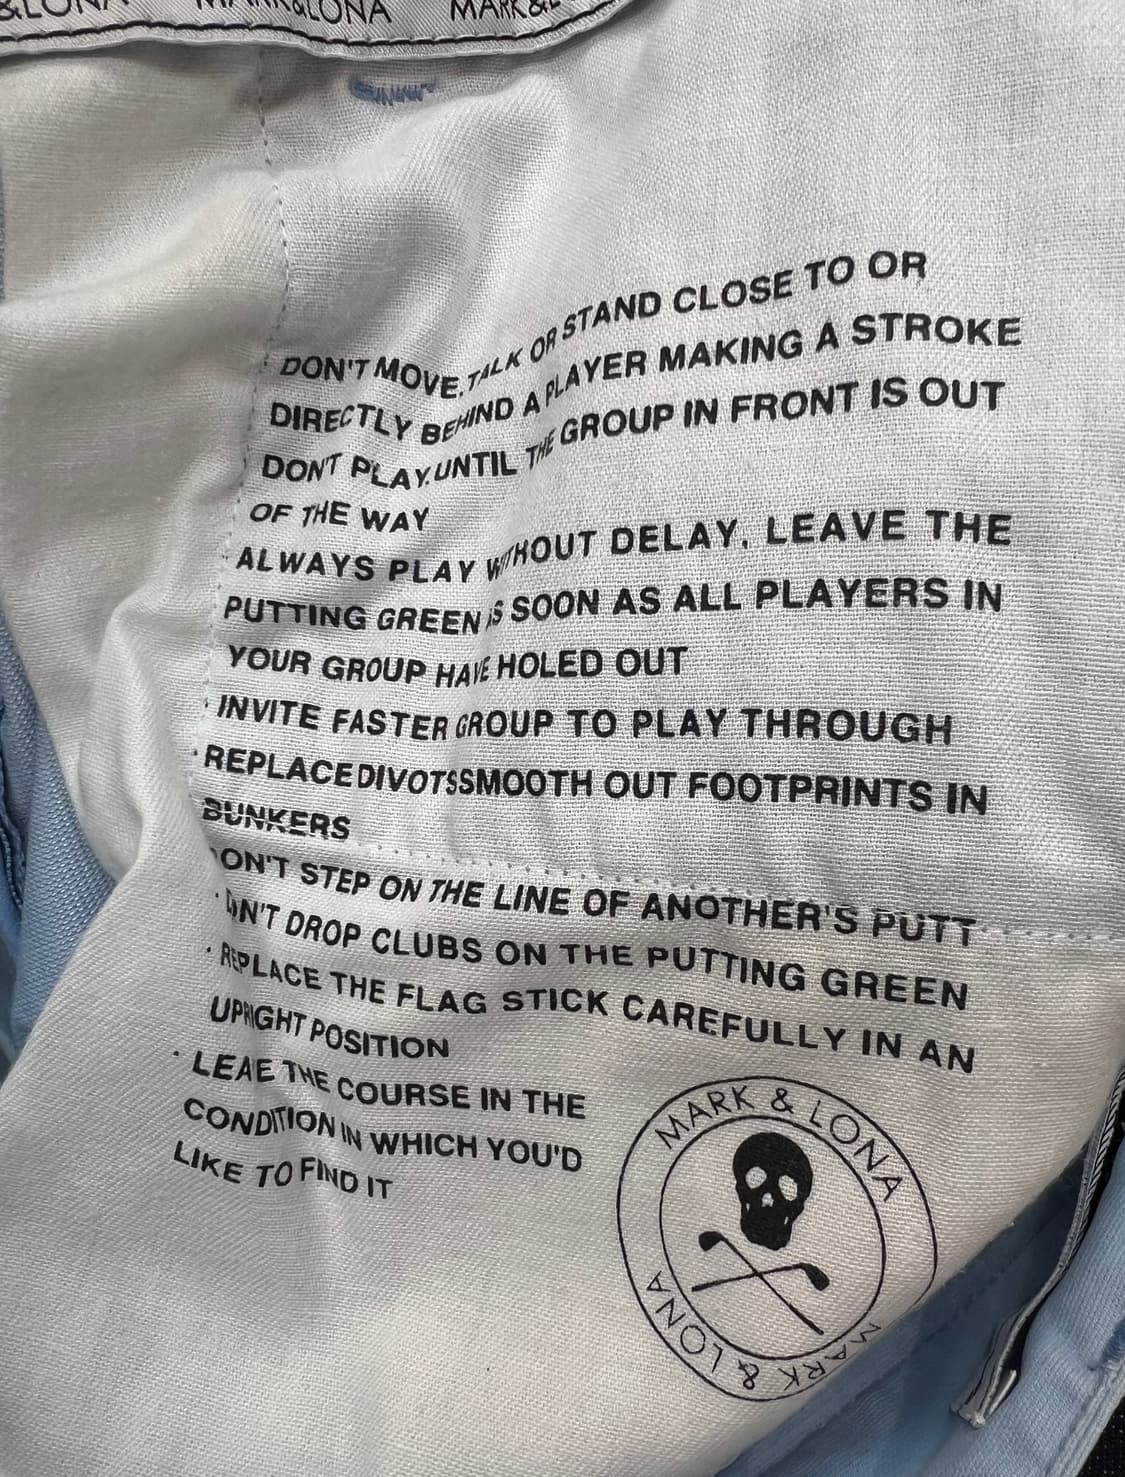 MARK&LONA MARK&L
DON'T MOVE. TALK OR STAND CLOSE TO OR
DIRECTLY BEHIND A PLAYER MAKING A STROKE
DON'T PLAY. UNTIL THE GROUP IN FRONT IS OUT
OF THE WAY
ALWAYS PLAY WITHOUT DELAY. LEAVE THE
PUTTING GREEN AS SOON AS ALL PLAYERS IN
YOUR GROUP HAVE HOLED OUT
· INVITE FASTER GROUP TO PLAY THROUGH
· REPLACE DIVOTSSMOOTH OUT FOOTPRINTS IN
BUNKERS
DON'T STEP ON THE LINE OF ANOTHER'S PUTT
· DON'T DROP CLUBS ON THE PUTTING GREEN
· REPLACE THE FLAG STICK CAREFULLY IN AN
UPRIGHT POSITION
· LEAE THE COURSE IN THE
CONDITION IN WHICH YOU'D
LIKE TO FIND IT
MARK & LONA
MARK & LONA